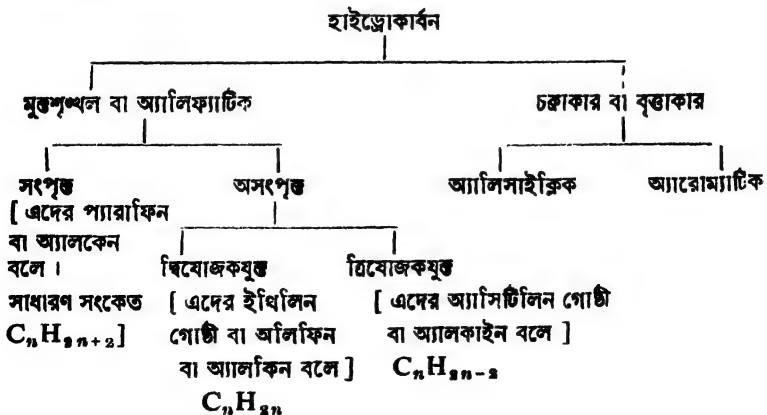 হাইড্রোকার্বন
মুক্তশৃঙ্খল বা অ্যালিফ্যাটিক চক্রাকার বা বৃত্তাকার
সংপৃক্ত অসংপৃক্ত অ্যালিসাইক্লিক অ্যারোম্যাটিক
[ এদের প্যারাফিন
বা অ্যালকেন
বলে ।
সাধারণ সংকেত
CₙH₂ₙ₊₂]
দ্বিযোজকযুক্ত ত্রিযোজকযুক্ত
[ এদের ইথিলিন [ এদের অ্যাসিটিলিন গোষ্ঠী
গোষ্ঠী বা অলিফিন বা অ্যালকাইন বলে ]
বা অ্যালকিন বলে ] CₙH₂ₙ₋₂
CₙH₂ₙ